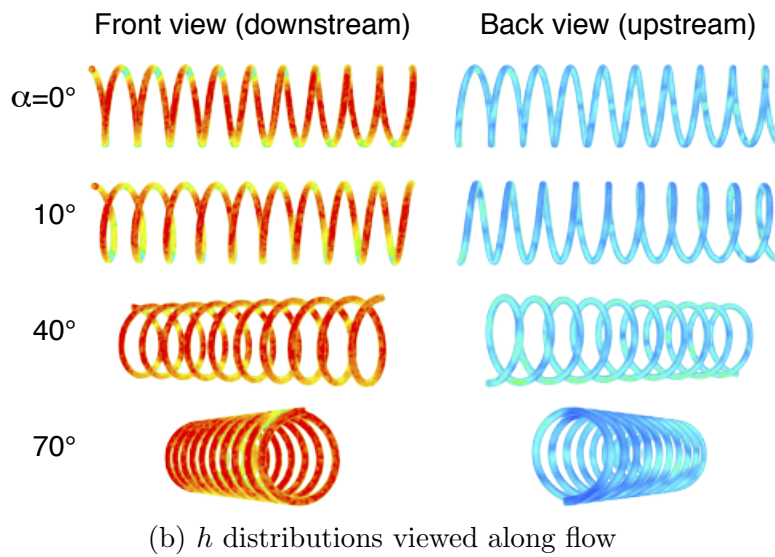 Front view (downstream) Back view (upstream)
α=0°
10°
40°
70°
(b) h distributions viewed along flow